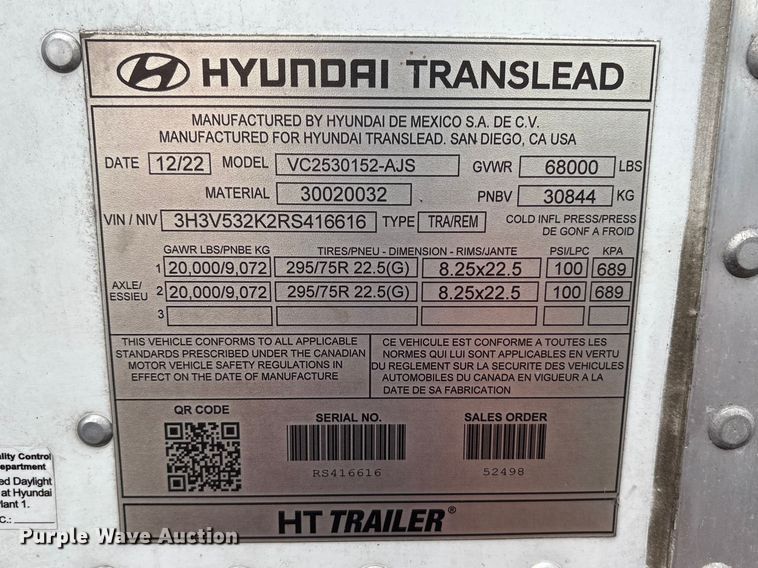 HYUNDAI TRANSLEAD
MANUFACTURED BY HYUNDAI DE MEXICO S.A. DE C.V.
MANUFACTURED FOR HYUNDAI TRANSLEAD. SAN DIEGO, CA USA
DATE 12/22 MODEL VC2530152-AJS GVWR 68000 LBS
MATERIAL 30020032 PNBV 30844 KG
VIN / NIV 3H3V532K2RS416616 TYPE TRA/REM COLD INFL PRESS/PRESS
DE GONF A FROID
GAWR LBS/PNBE KG TIRES/PNEU - DIMENSION - RIMS/JANTE PSI/LPC KPA
AXLE/
ESSIEU
1 20,000/9,072 295/75R 22.5(G) 8.25x22.5 100 689
2 20,000/9,072 295/75R 22.5(G) 8.25x22.5 100 689
3
THIS VEHICLE CONFORMS TO ALL APPLICABLE
STANDARDS PRESCRIBED UNDER THE CANADIAN
MOTOR VEHICLE SAFETY REGULATIONS IN
EFFECT ON THE DATE OF MANUFACTURE
CE VEHICULE EST CONFORME A TOUTES LES
NORMES QUI LUI SONT APPLICABLES EN VERTU
DU REGLEMENT SUR LA SECURITE DES VEHICULES
AUTOMOBILES DU CANADA EN VIGUEUR A LA
DATE DE SA FABRICATION
QR CODE
SERIAL NO.
RS416616
SALES ORDER
52498
HT TRAILER®
ality Control
epartment
ed Daylight
at Hyundai
lant 1.
C.:
Purple Wave Auction